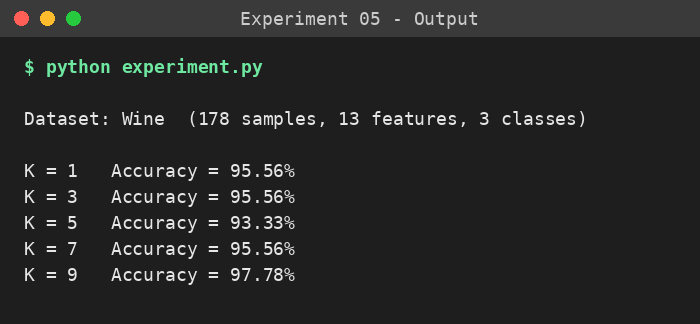 Experiment 05 - Output
$ python experiment.py
Dataset: Wine  (178 samples, 13 features, 3 classes)
K = 1   Accuracy = 95.56%
K = 3   Accuracy = 95.56%
K = 5   Accuracy = 93.33%
K = 7   Accuracy = 95.56%
K = 9   Accuracy = 97.78%